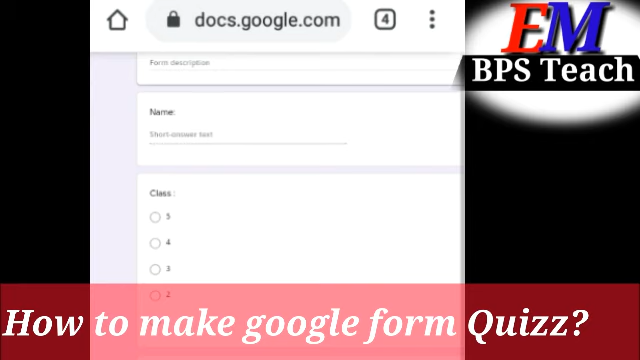 docs.google.com
4
EM
BPS Teach
Form description
Name:
Short-answer text
Class :
5
4
3
2
How to make google form Quizz?